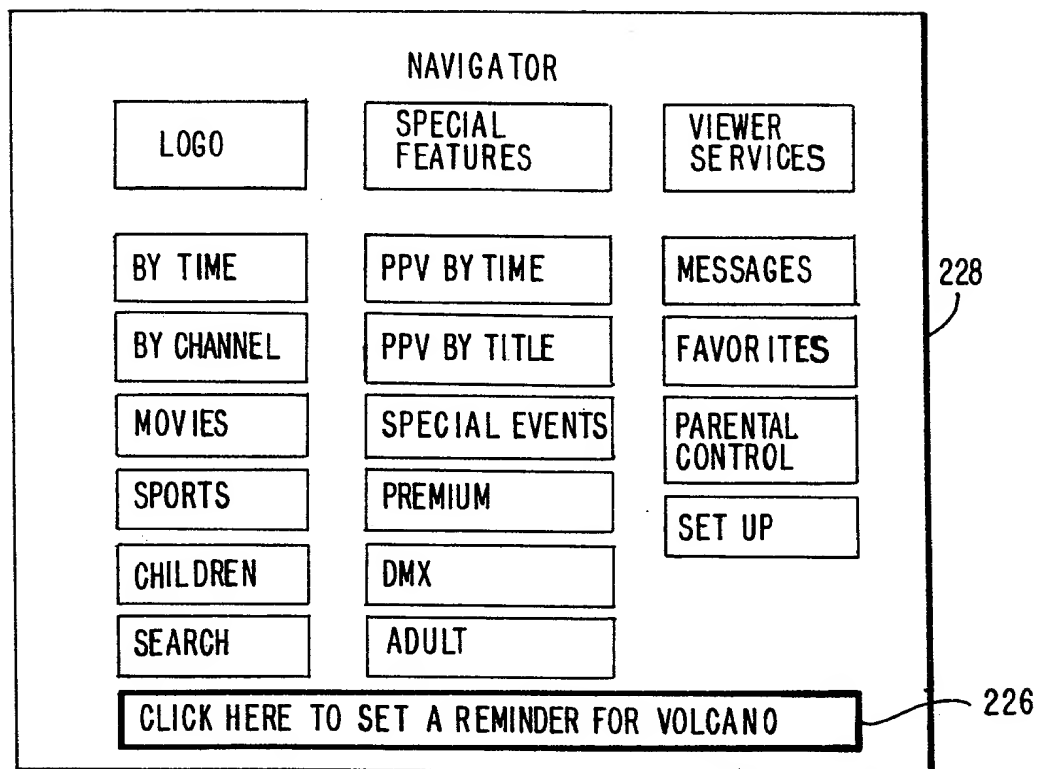 NAVIGATOR
LOGO
SPECIAL
FEATURES
VIEWER
SERVICES
BY TIME
PPV BY TIME
MESSAGES
BY CHANNEL
PPV BY TITLE
FAVORITES
MOVIES
SPECIAL EVENTS
PARENTAL
CONTROL
SPORTS
PREMIUM
SET UP
CHILDREN
DMX
SEARCH
ADULT
CLICK HERE TO SET A REMINDER FOR VOLCANO
228
226